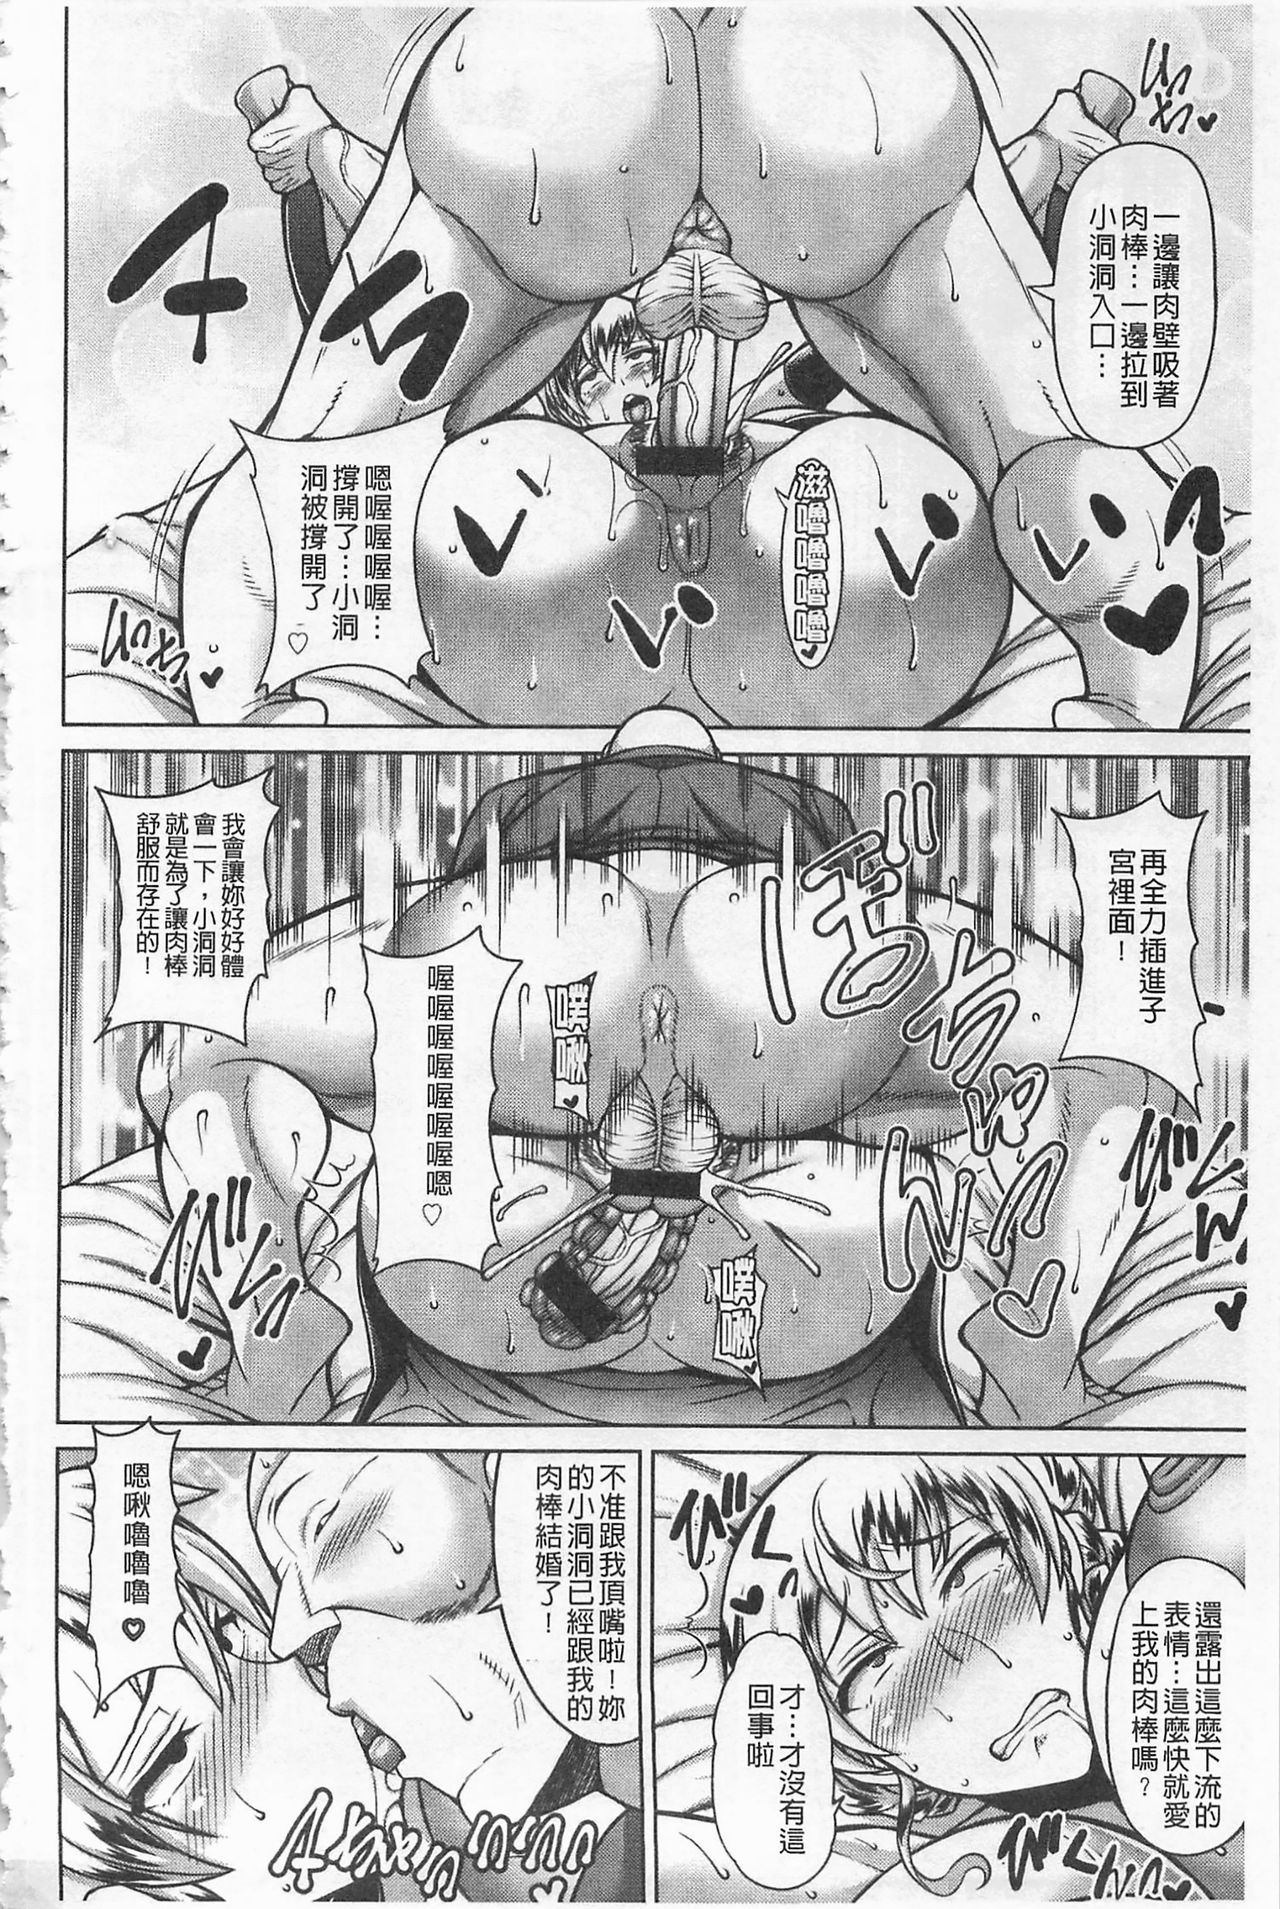 一邊讓肉壁吸著
肉棒…一邊拉到
小洞洞入口…
滋嚕嚕嚕嚕
嗯喔喔喔喔…
撐開了…小洞
洞被撐開了♡
再全力插進子
宮裡面！
噗啾
噗啾
喔喔喔喔喔喔嗯♡
我會讓妳好好體
會一下，小洞洞
就是為了讓肉棒
舒服而存在的！
還露出這麼下流的
表情…這麼快就愛
上我的肉棒嗎？
才…才沒有這
回事啦
不准跟我頂嘴啦！妳
的小洞洞已經跟我的
肉棒結婚了！
嗯啾嚕嚕嚕♡